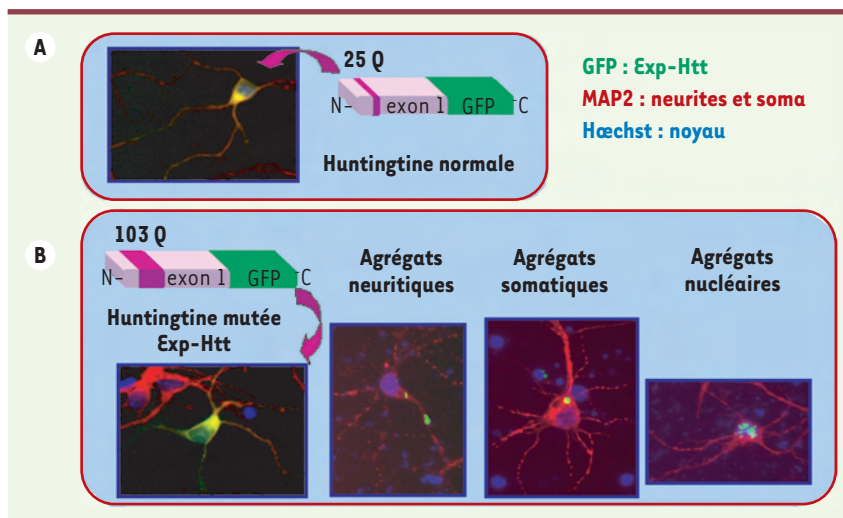 A
25 Q
N- exon 1 GFP -C
Huntingtine normale
GFP : Exp-Htt
MAP2 : neurites et soma
Hœchst : noyau
B
103 Q
N- exon 1 GFP -C
Huntingtine mutée
Exp-Htt
Agrégats
neuritiques
Agrégats
somatiques
Agrégats
nucléaires